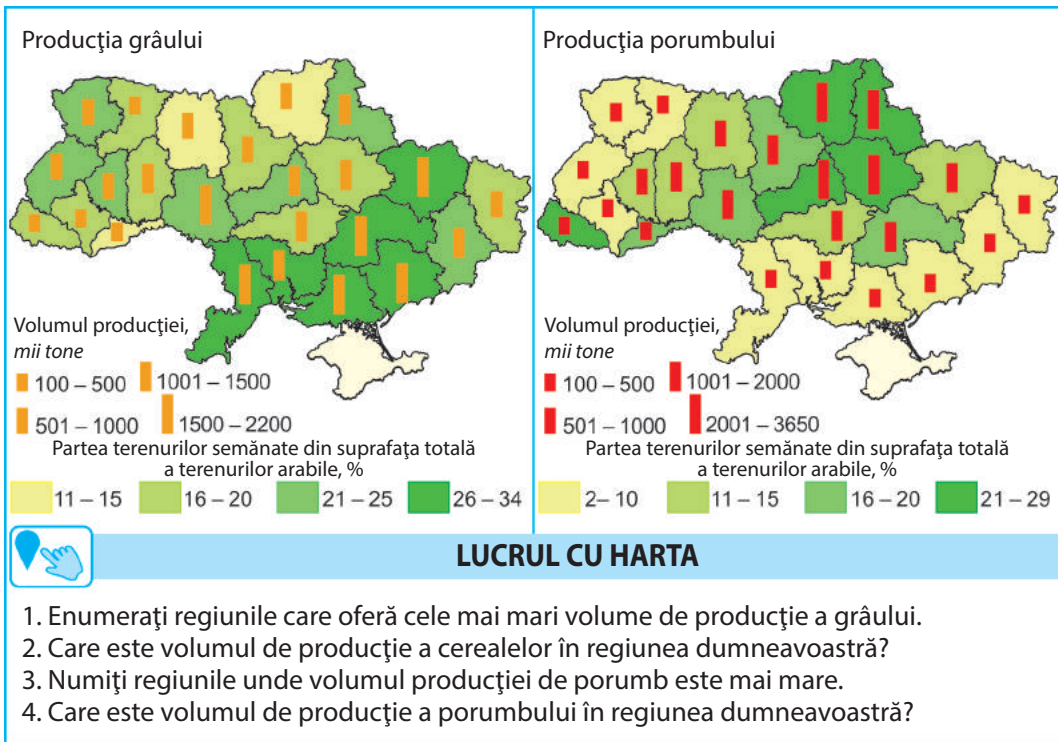 Producţia grâului
Volumul producţiei,
mii tone
100 – 500
1001 – 1500
501 – 1000
1500 – 2200
Partea terenurilor semănate din suprafaţa totală
a terenurilor arabile, %
11 – 15
16 – 20
21 – 25
26 – 34
Producţia porumbului
Volumul producţiei,
mii tone
100 – 500
1001 – 2000
501 – 1000
2001 – 3650
Partea terenurilor semănate din suprafaţa totală
a terenurilor arabile, %
2– 10
11 – 15
16 – 20
21 – 29
LUCRUL CU HARTA
1. Enumeraţi regiunile care oferă cele mai mari volume de producţie a grâului.
2. Care este volumul de producţie a cerealelor în regiunea dumneavoastră?
3. Numiţi regiunile unde volumul producţiei de porumb este mai mare.
4. Care este volumul de producţie a porumbului în regiunea dumneavoastră?